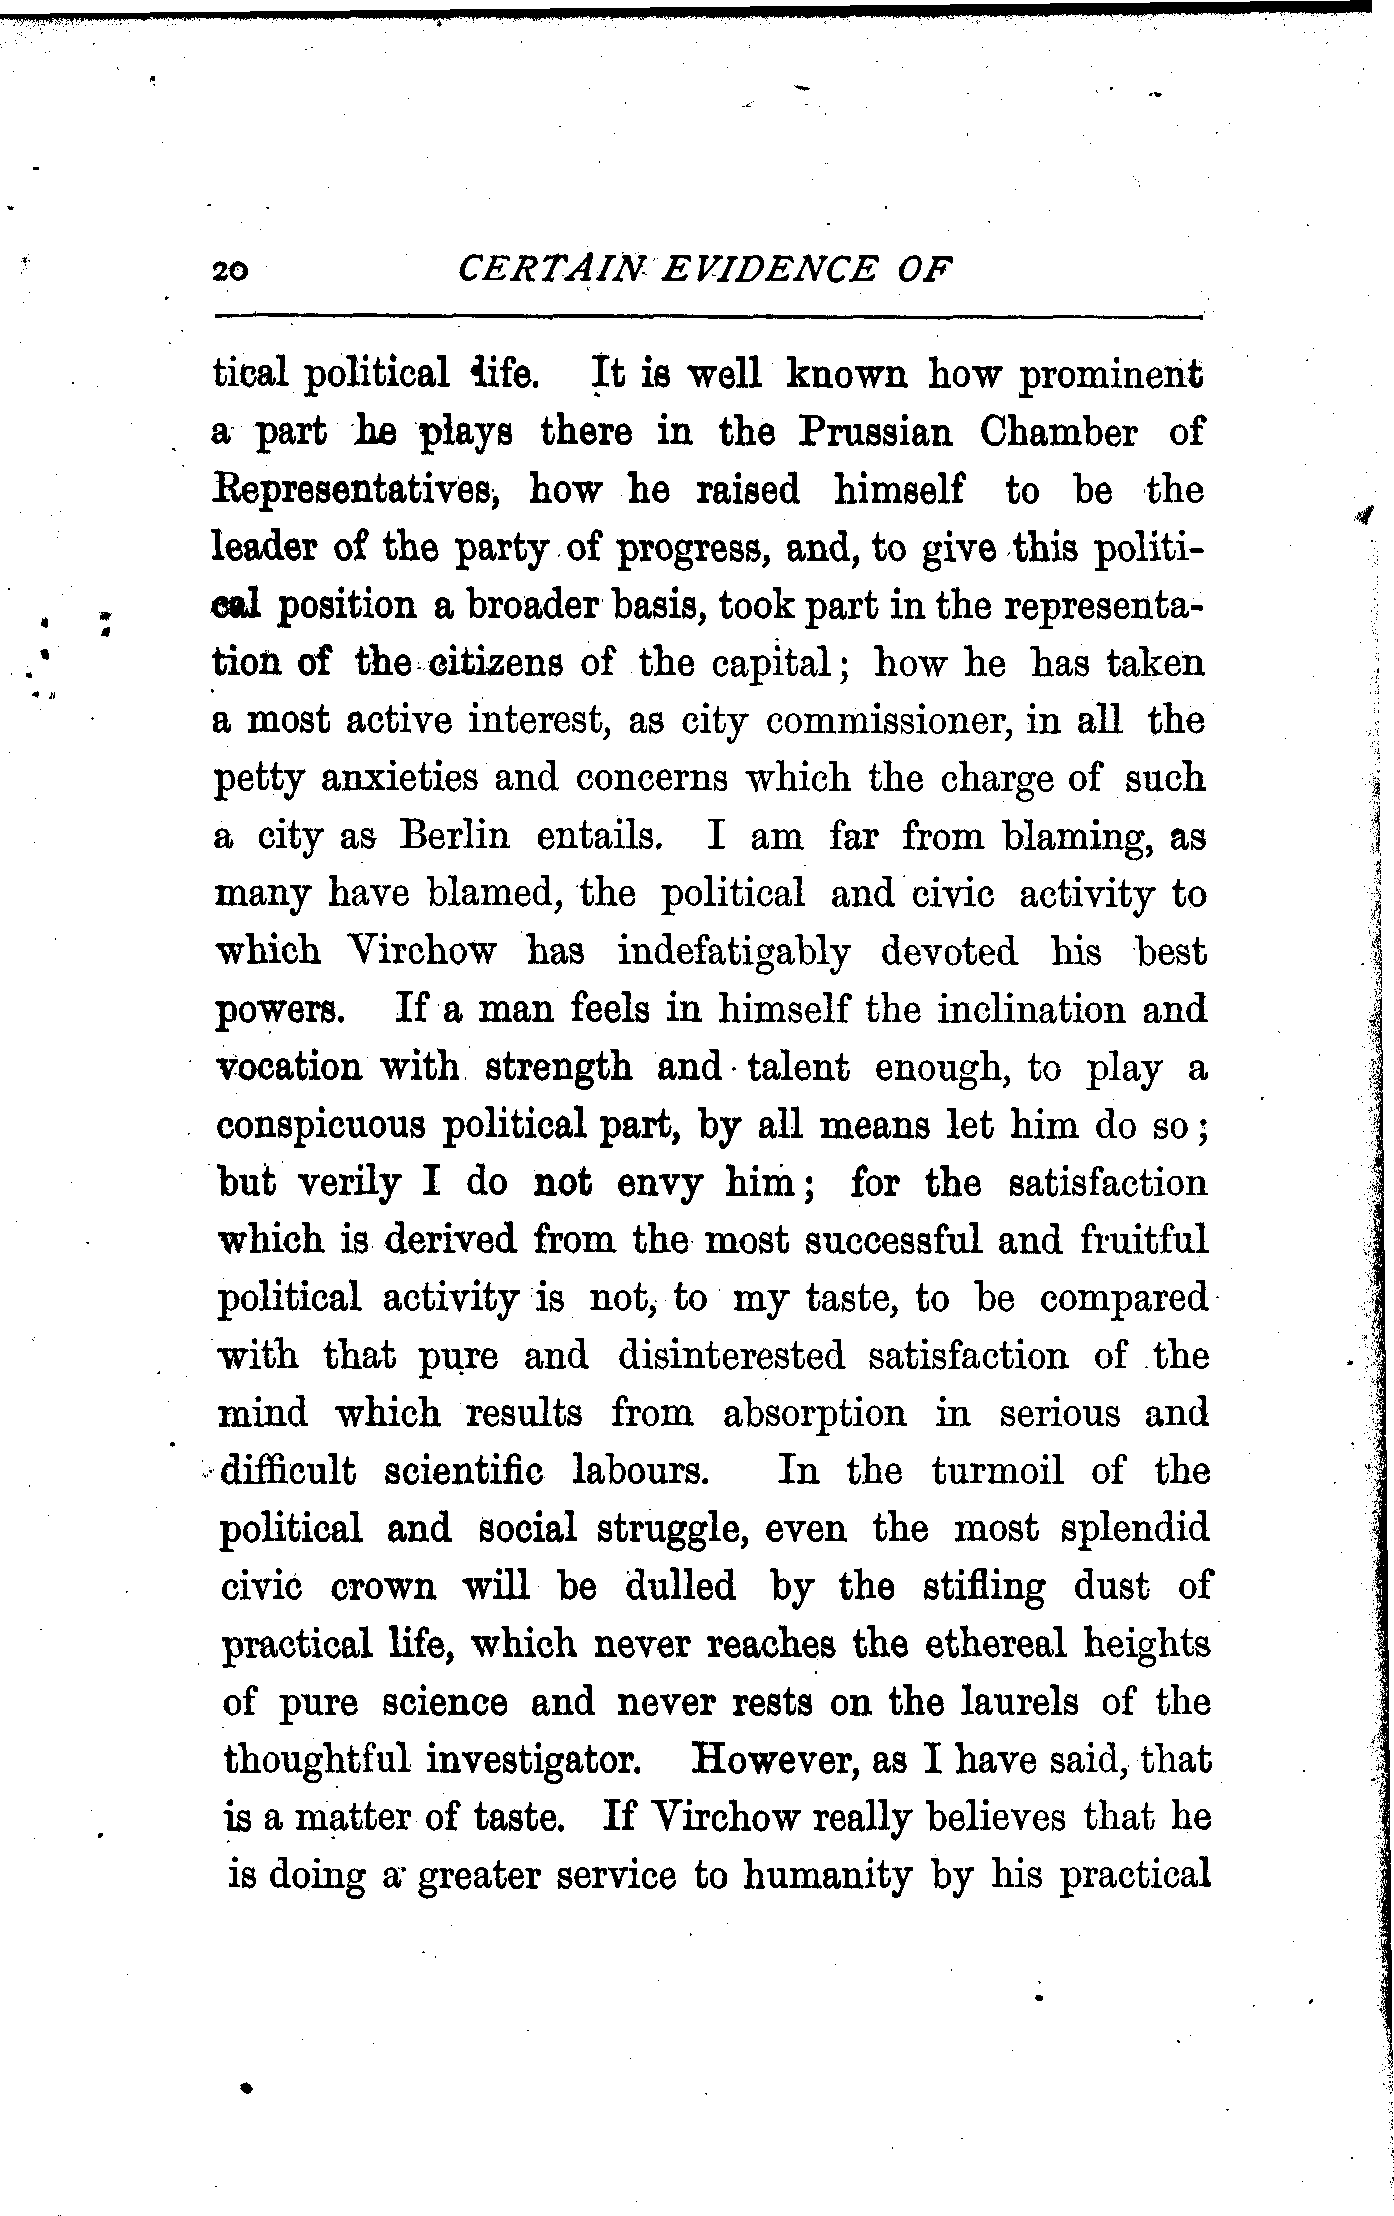 20 CERTAIN EVIDENCE OF
tical political life. It is well known how prominent
a part he plays there in the Prussian Chamber of
Representatives, how he raised himself to be the
leader of the party of progress, and, to give this politi-
cal position a broader basis, took part in the representa-
tion of the citizens of the capital; how he has taken
a most active interest, as city commissioner, in all the
petty anxieties and concerns which the charge of such
a city as Berlin entails. I am far from blaming, as
many have blamed, the political and civic activity to
which Virchow has indefatigably devoted his best
powers. If a man feels in himself the inclination and
vocation with strength and talent enough, to play a
conspicuous political part, by all means let him do so;
but verily I do not envy him; for the satisfaction
which is derived from the most successful and fruitful
political activity is not, to my taste, to be compared
with that pure and disinterested satisfaction of the
mind which results from absorption in serious and
difficult scientific labours. In the turmoil of the
political and social struggle, even the most splendid
civic crown will be dulled by the stifling dust of
practical life, which never reaches the ethereal heights
of pure science and never rests on the laurels of the
thoughtful investigator. However, as I have said, that
is a matter of taste. If Virchow really believes that he
is doing a greater service to humanity by his practical